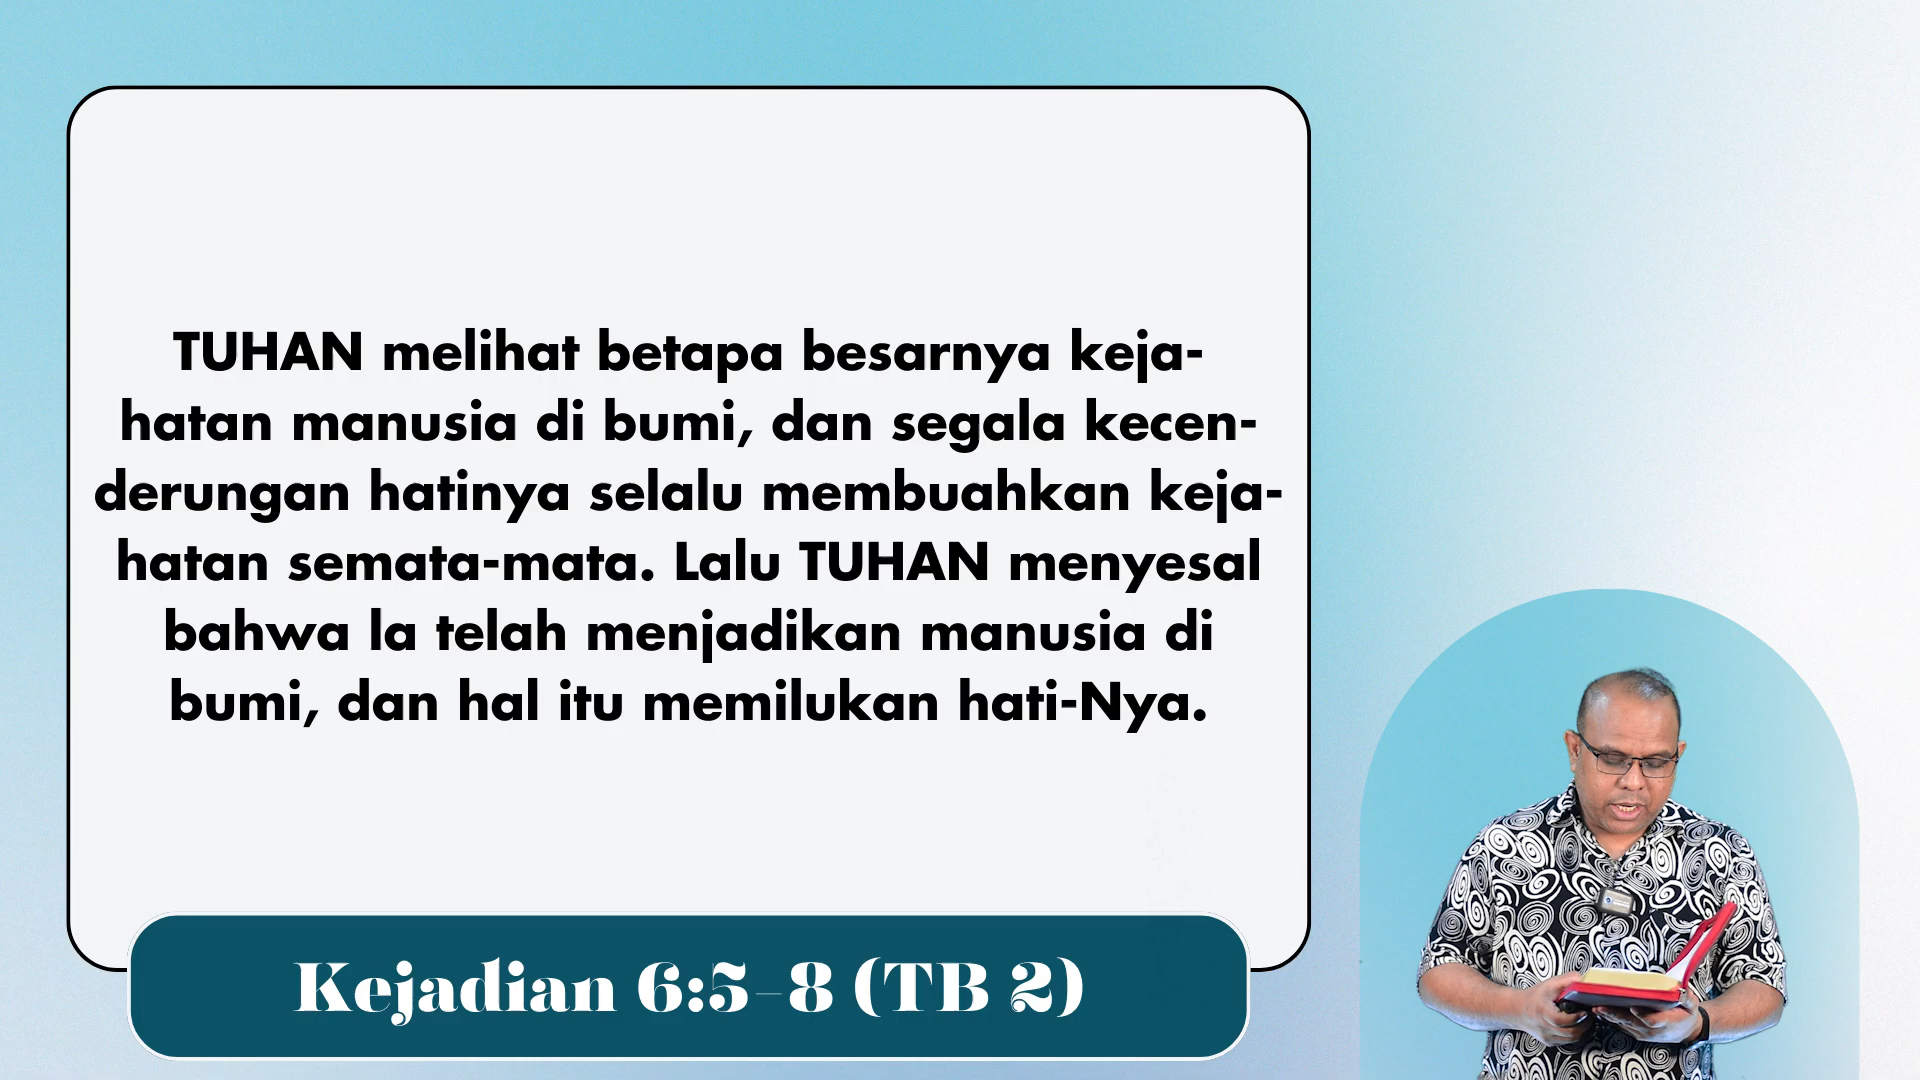 TUHAN melihat betapa besarnya keja-
hatan manusia di bumi, dan segala kecen-
derungan hatinya selalu membuahkan keja-
hatan semata-mata. Lalu TUHAN menyesal
bahwa Ia telah menjadikan manusia di
bumi, dan hal itu memilukan hati-Nya.
Kejadian 6:5-8 (TB 2)